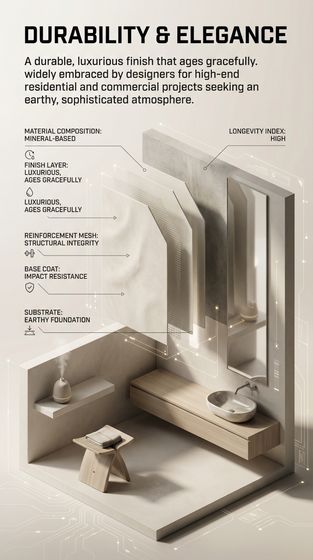 DURABILITY & ELEGANCE
A durable, luxurious finish that ages gracefully.
widely embraced by designers for high-end
residential and commercial projects seeking an
earthy, sophisticated atmosphere.
MATERIAL COMPOSITION:
MINERAL-BASED
LONGEVITY INDEX:
HIGH
FINISH LAYER:
LUXURIOUS,
AGES GRACEFULLY
LUXURIOUS,
AGES GRACEFULLY
REINFORCEMENT MESH:
STRUCTURAL INTEGRITY
BASE COAT:
IMPACT RESISTANCE
SUBSTRATE:
EARTHY FOUNDATION